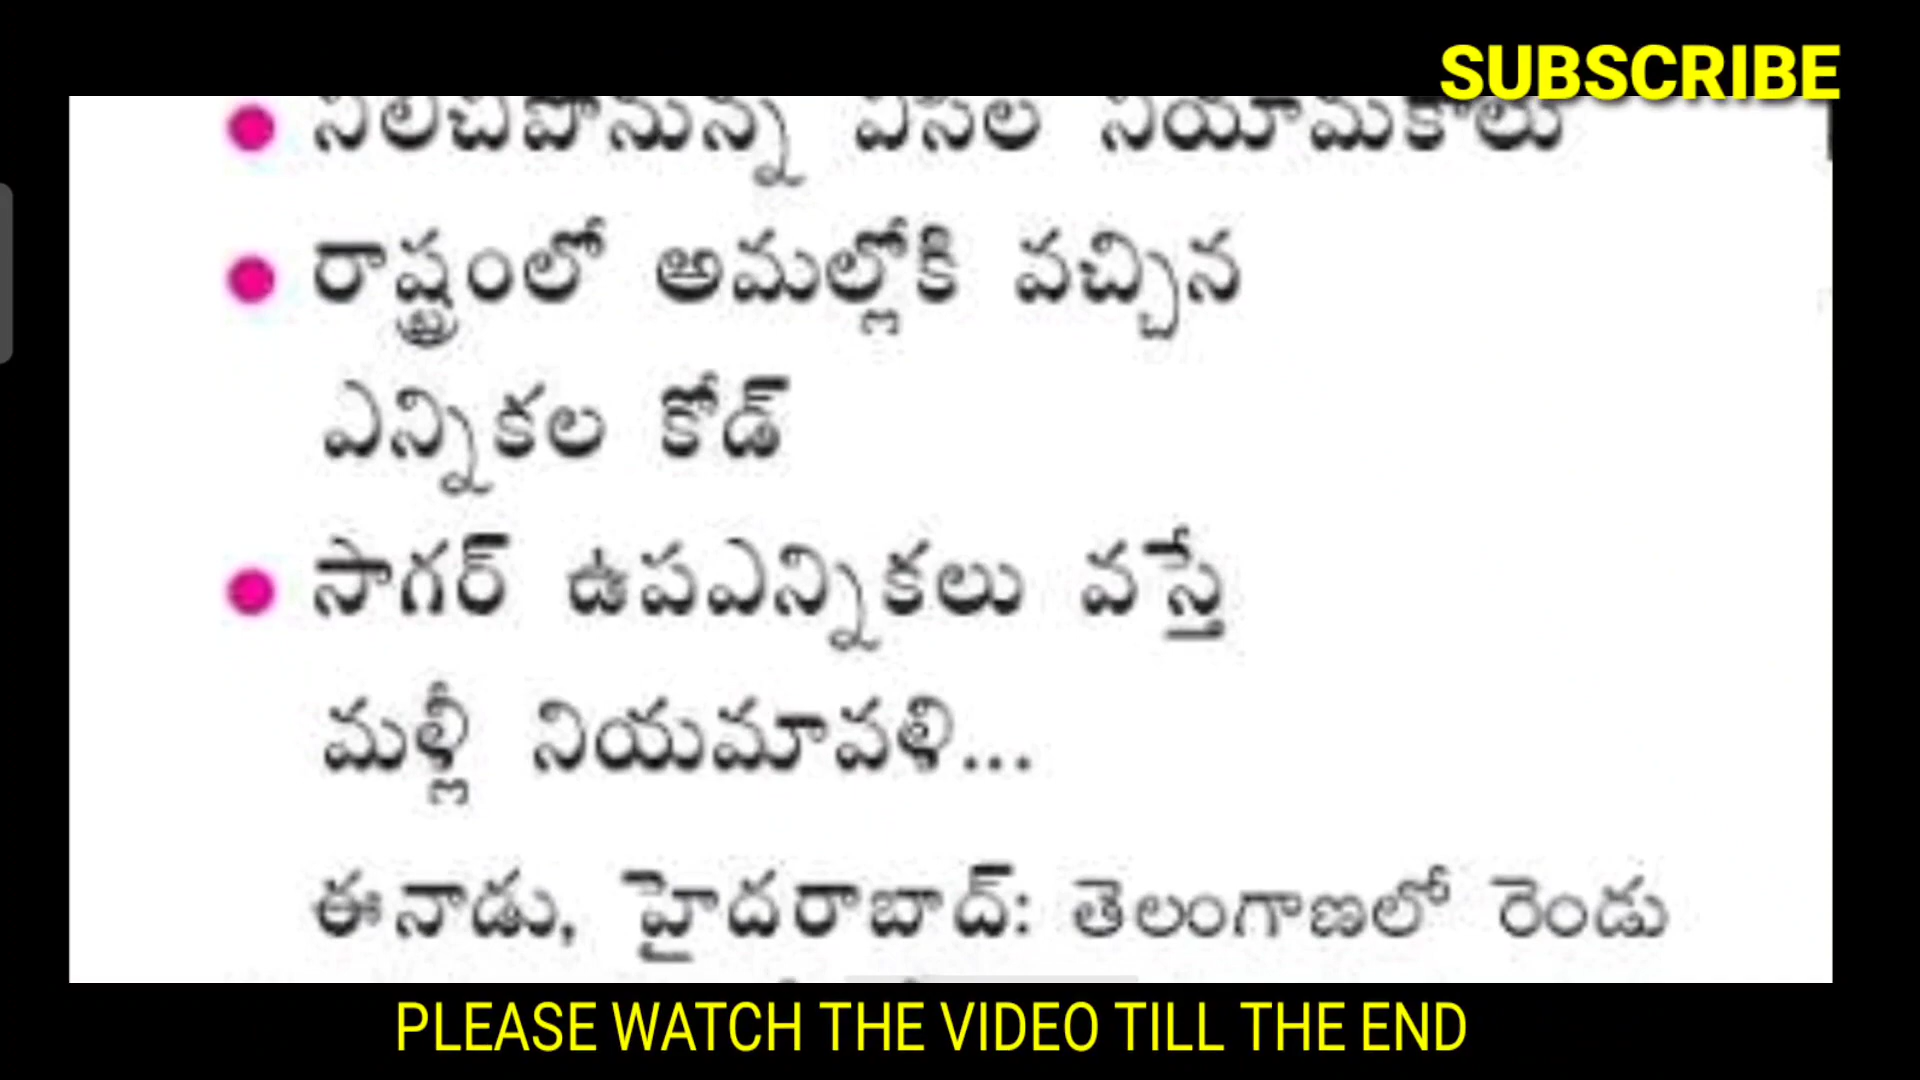 SUBSCRIBE
• నిలిచిపోనున్న వీసీల నియామకాలు
• రాష్ట్రంలో అమల్లోకి వచ్చిన
ఎన్నికల కోడ్
• సాగర్ ఉపఎన్నికలు వస్తే
మళ్లీ నియమావళి...
ఈనాడు, హైదరాబాద్: తెలంగాణలో రెండు
PLEASE WATCH THE VIDEO TILL THE END